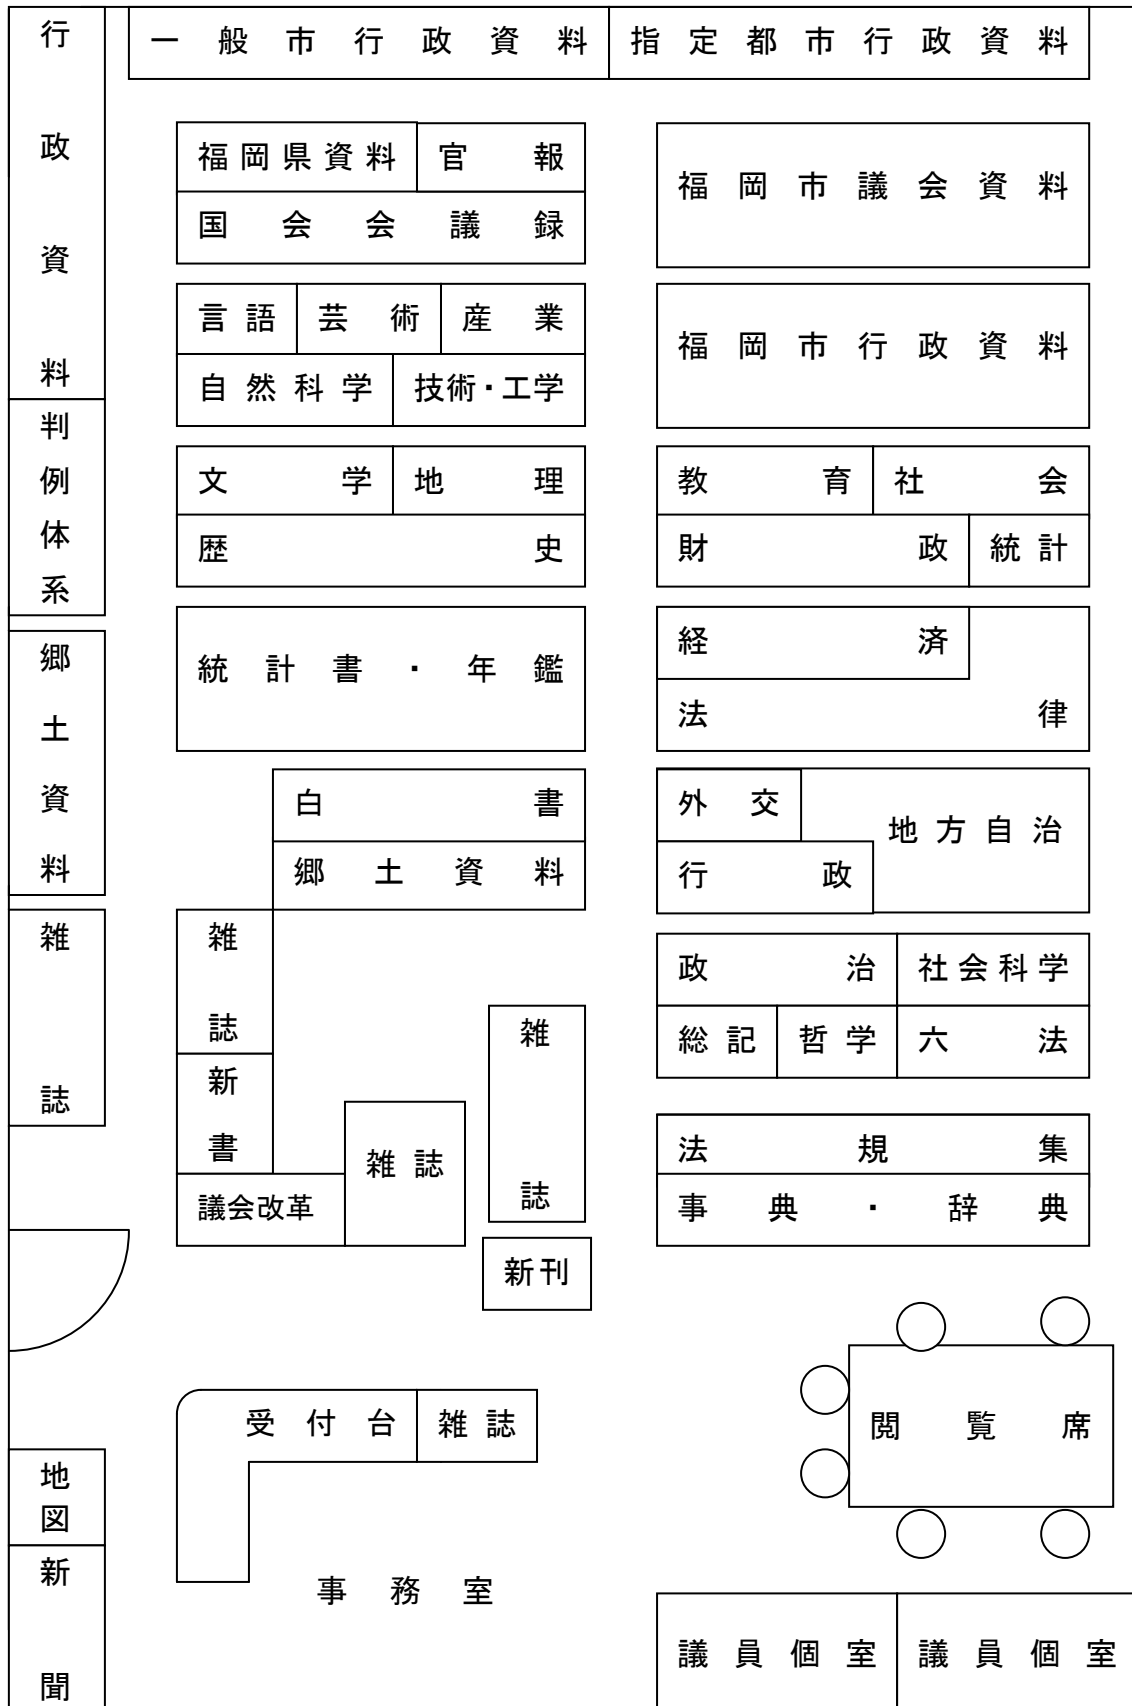 行政資料
一般市行政資料
指定都市行政資料
福岡県資料
官報
国会会議録
福岡市議会資料
言語
芸術
産業
自然科学
技術・工学
福岡市行政資料
判例体系
文学
地理
歴史
教育
社会
財政
統計
郷土資料
統計書・年鑑
経済
法律
白書
郷土資料
外交
地方自治
行政
雑誌
雑誌
新書
議会改革
雑誌
雑誌
新刊
政治
社会科学
総記
哲学
六法
法規集
事典・辞典
受付台
雑誌
閲覧席
地図
新聞
事務室
議員個室
議員個室